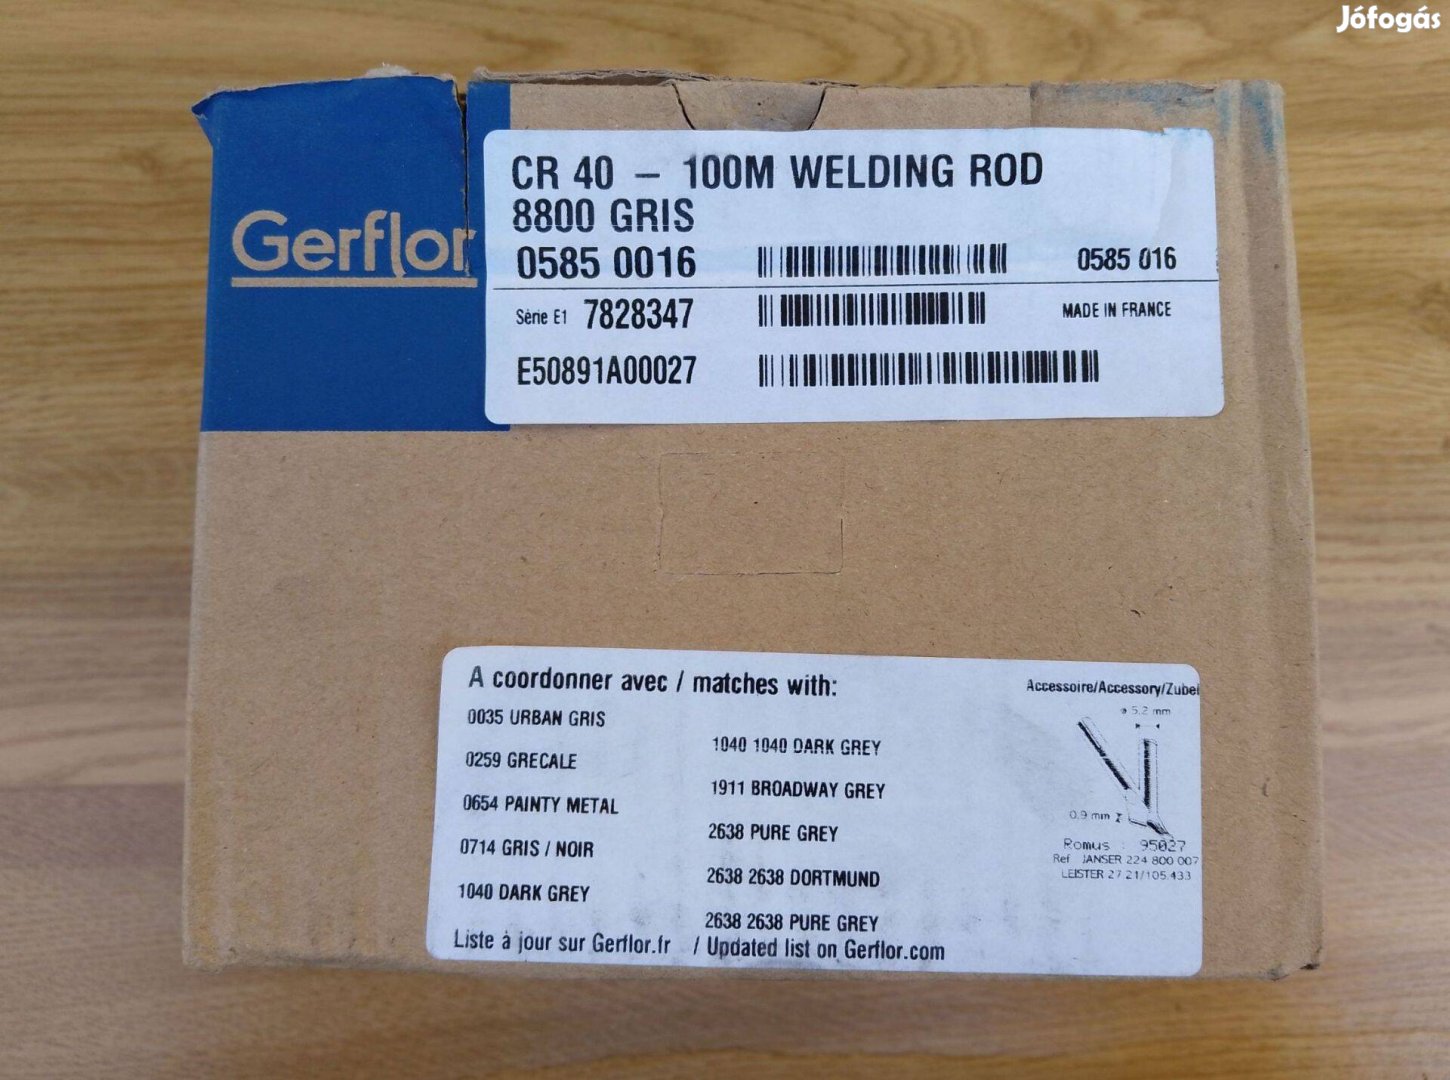 Jófogás
Gerflor
CR 40 – 100M WELDING ROD
8800 GRIS
0585 0016 0585 016
Série E1 7828347 MADE IN FRANCE
E50891A00027
A coordonner avec / matches with:
0035 URBAN GRIS
0259 GRECALE
0654 PAINTY METAL
0714 GRIS / NOIR
1040 DARK GREY
1040 1040 DARK GREY
1911 BROADWAY GREY
2638 PURE GREY
2638 2638 DORTMUND
2638 2638 PURE GREY
Liste à jour sur Gerflor.fr / Updated list on Gerflor.com
Accessoire/Accessory/Zubel
ø 5.2 mm
0.9 mm
Romus : 95027
Ref JANSER 224 800 007
LEISTER 27 21/105.433